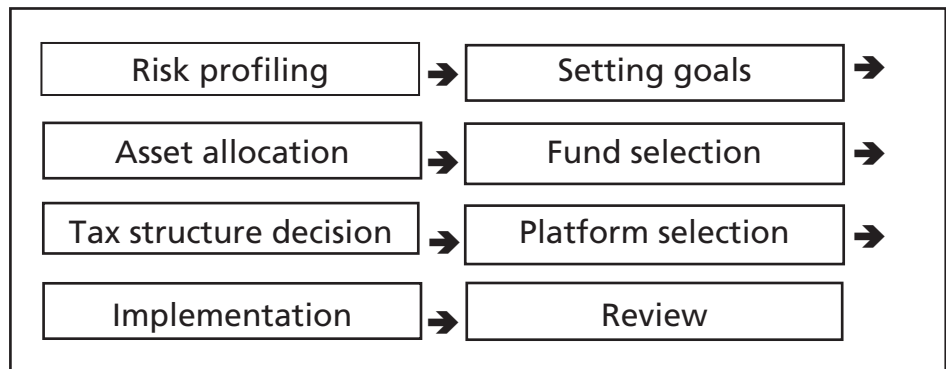 Risk profiling
Setting goals
Asset allocation
Fund selection
Tax structure decision
Platform selection
Implementation
Review